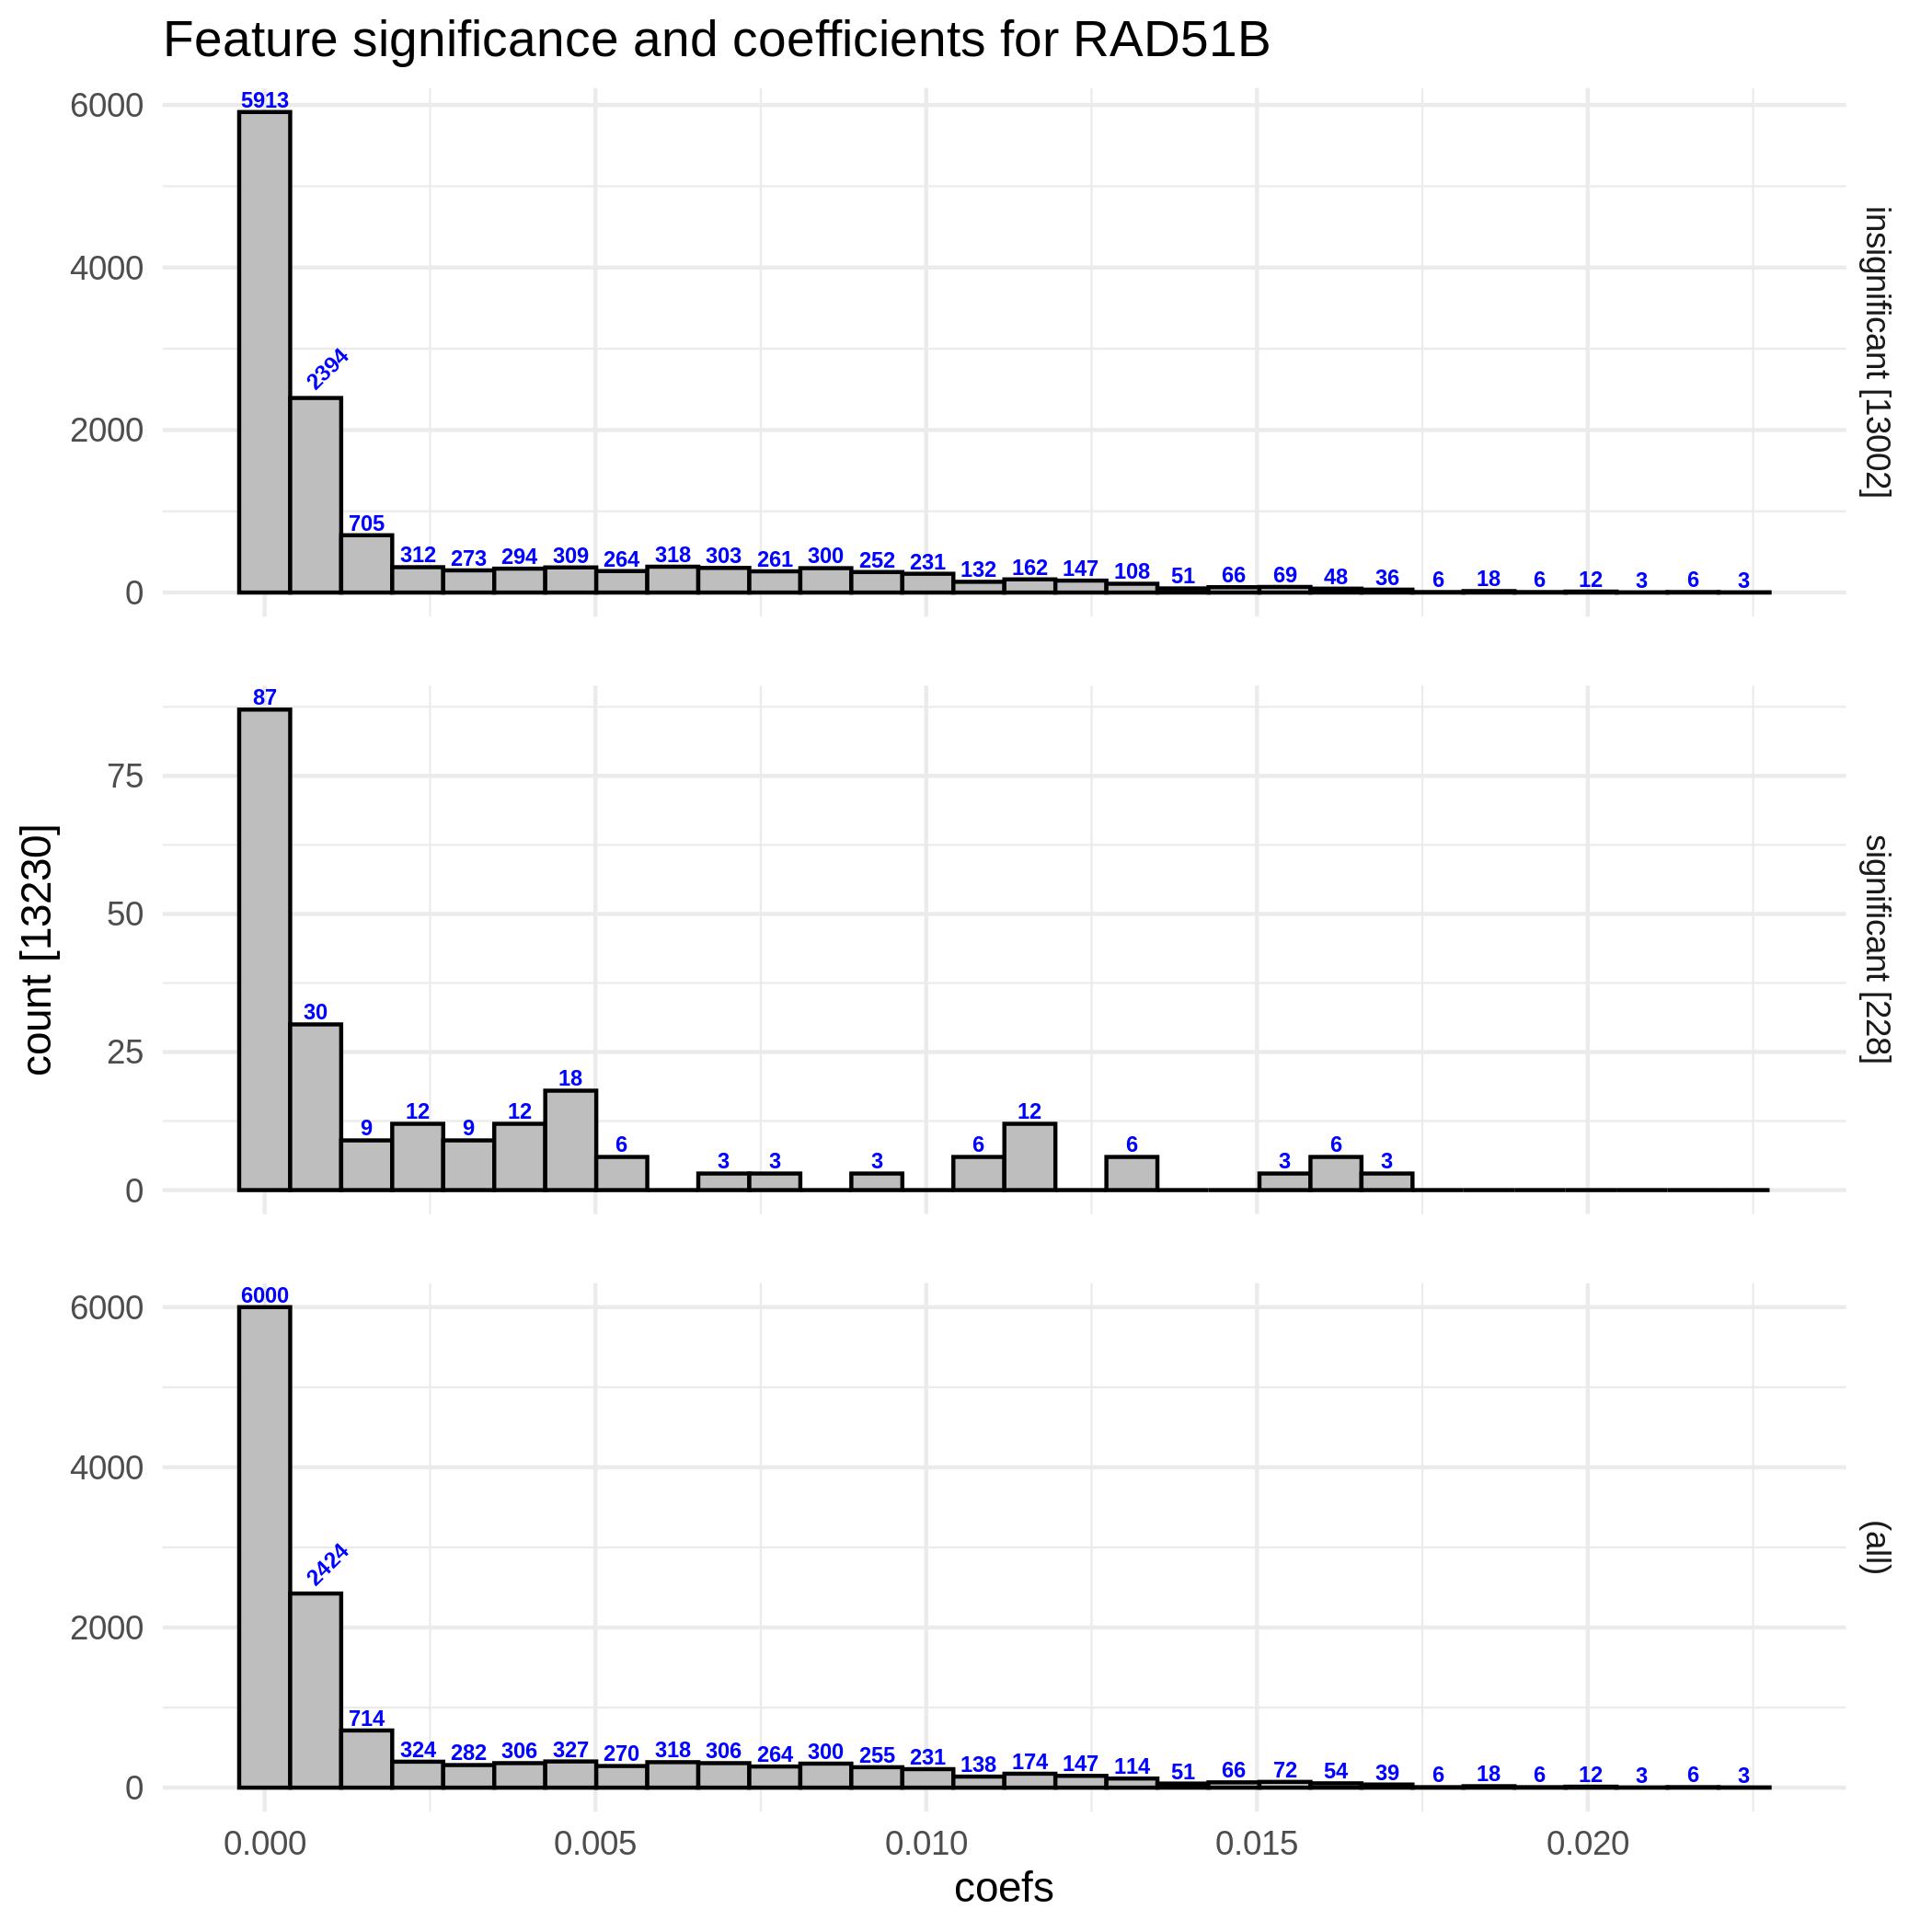 Feature significance and coefficients for RAD51B
6000
4000
2000
0
5913
2394
705
312 273 294 309 264 318 303 261 300 252 231 132 162 147 108 51 66 69 48 36 6 18 6 12 3 6 3
insignificant [13002]
count [13230]
75
50
25
0
87
30
9 12 9 12 18 6 3 3 3 6 12 6 3 6 3
significant [228]
6000
4000
2000
0
6000
2424
714
324 282 306 327 270 318 306 264 300 255 231 138 174 147 114 51 66 72 54 39 6 18 6 12 3 6 3
(all)
0.000 0.005 0.010 0.015 0.020
coefs